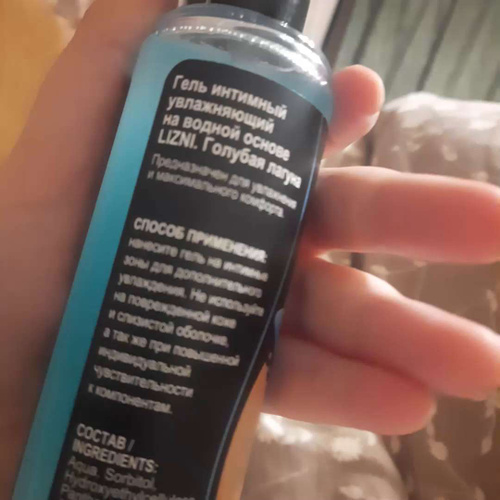 Гель интимный
увлажняющий
на водной основе
LIZNI. Голубая лагуна
Предназначен для увлажнения
и максимального комфорта.
СПОСОБ ПРИМЕНЕНИЯ:
нанесите гель на интимные
зоны для дополнительного
увлажнения. Не используйте
на поврежденной коже
и слизистой оболочке,
а так же при повышенной
индивидуальной
чувствительности
к компонентам.
СОСТАВ /
INGREDIENTS:
Aqua, Sorbitol,